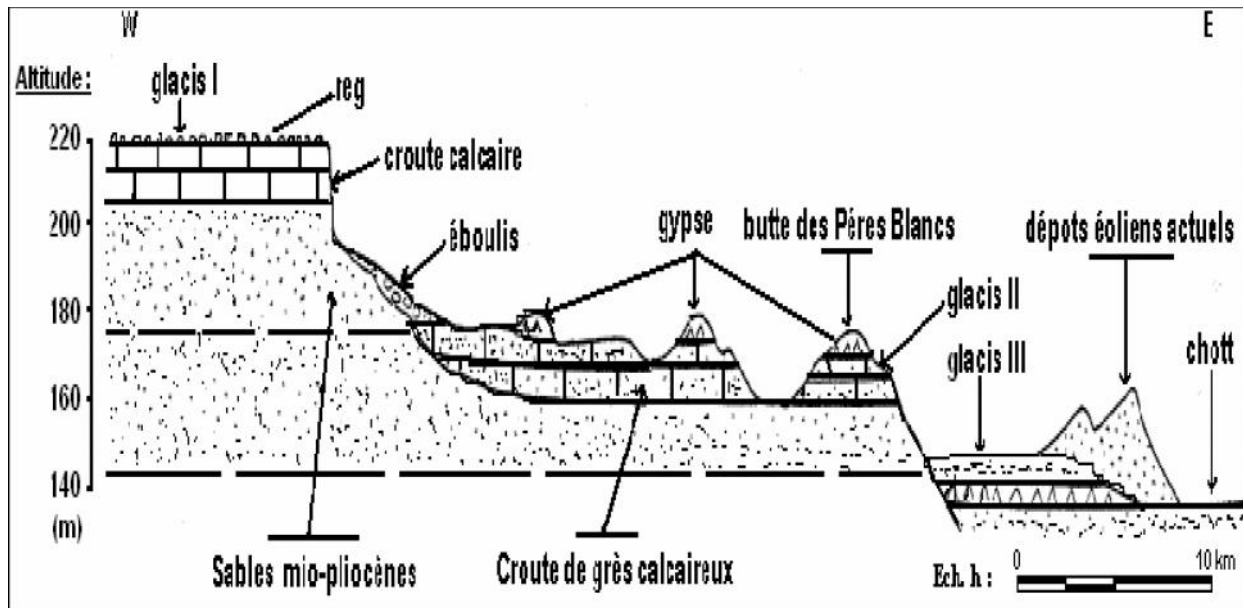 W
E
Altitude :
glacis I
reg
220
croute calcaire
200
éboulis
gypse
butte des Péres Blancs
dépots éoliens actuels
180
glacis II
glacis III
chott
160
140
(m)
Sables mio-pliocènes
Croute de grès calcaireux
Ech. h :
0
10 km